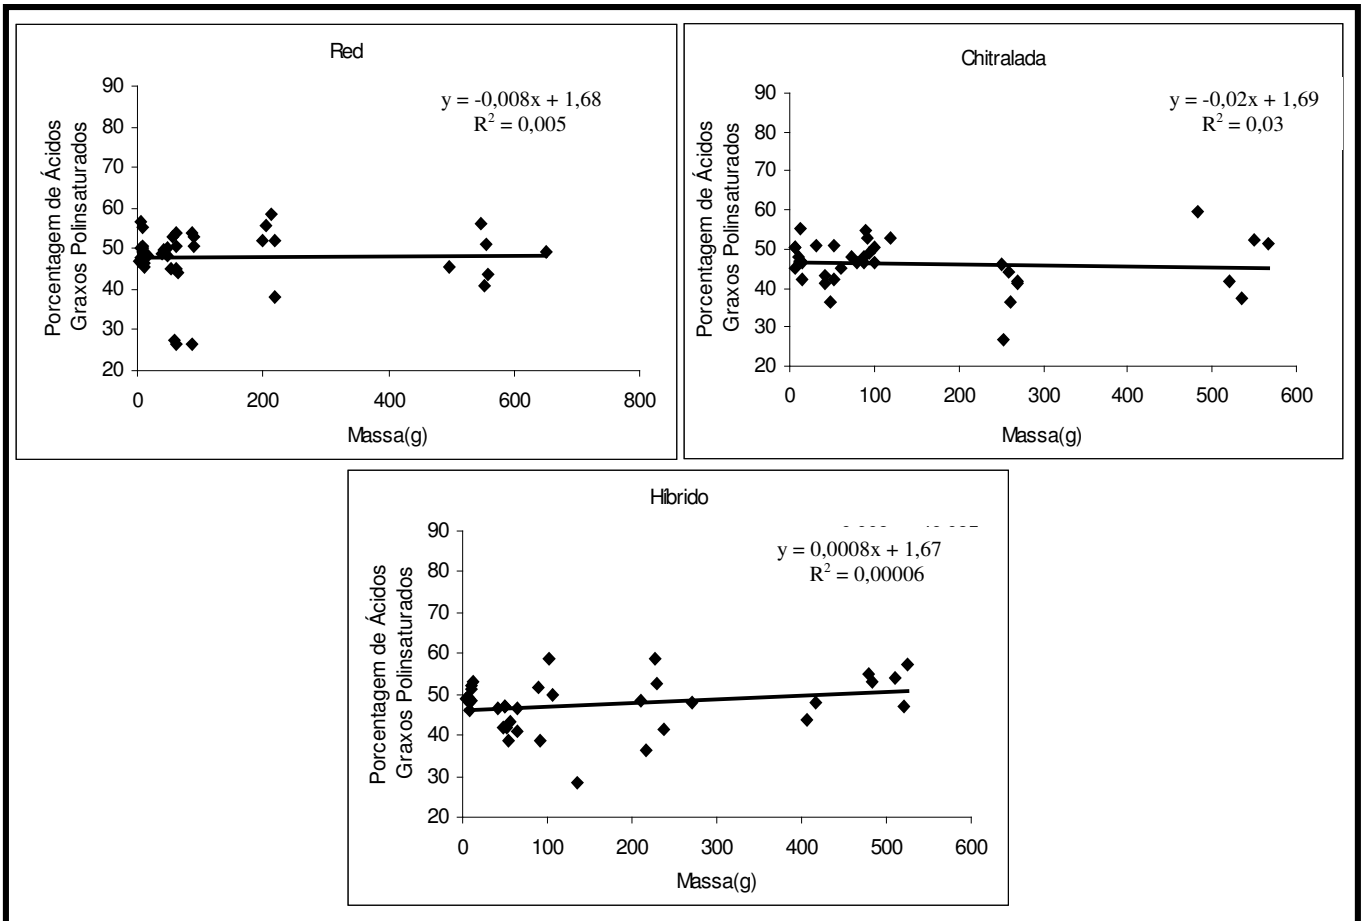 Red
y = -0,008x + 1,68
R² = 0,005
Porcentagem de Ácidos
Graxos Polinsaturados
90
80
70
60
50
40
30
20
0 200 400 600 800
Massa(g)
Chitralada
y = -0,02x + 1,69
R² = 0,03
Porcentagem de Ácidos
Graxos Polinsaturados
90
80
70
60
50
40
30
20
0 100 200 300 400 500 600
Massa(g)
Híbrido
y = 0,0008x + 1,67
R² = 0,00006
Porcentagem de Ácidos
Graxos Polinsaturados
90
80
70
60
50
40
30
20
0 100 200 300 400 500 600
Massa(g)